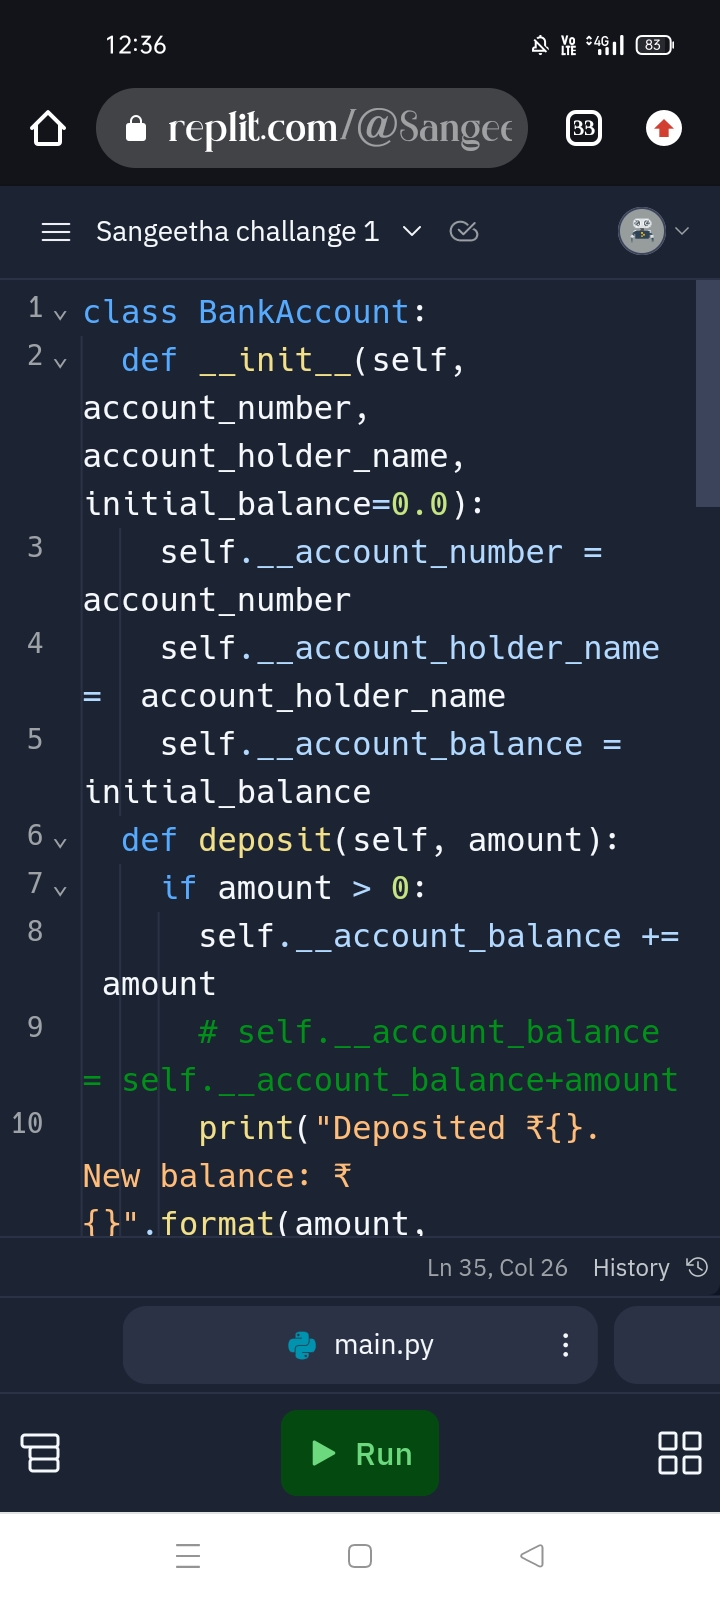 12:36
Vo LTE 4G 83
replit.com/@Sangee
33
Sangeetha challange 1
1 class BankAccount:
2 def __init__(self,
account_number,
account_holder_name,
initial_balance=0.0):
3 self.__account_number =
account_number
4 self.__account_holder_name
=  account_holder_name
5 self.__account_balance =
initial_balance
6 def deposit(self, amount):
7 if amount > 0:
8 self.__account_balance +=
amount
9 # self.__account_balance
= self.__account_balance+amount
10 print("Deposited ₹{}.
New balance: ₹
{}".format(amount,
Ln 35, Col 26 History
main.py
Run